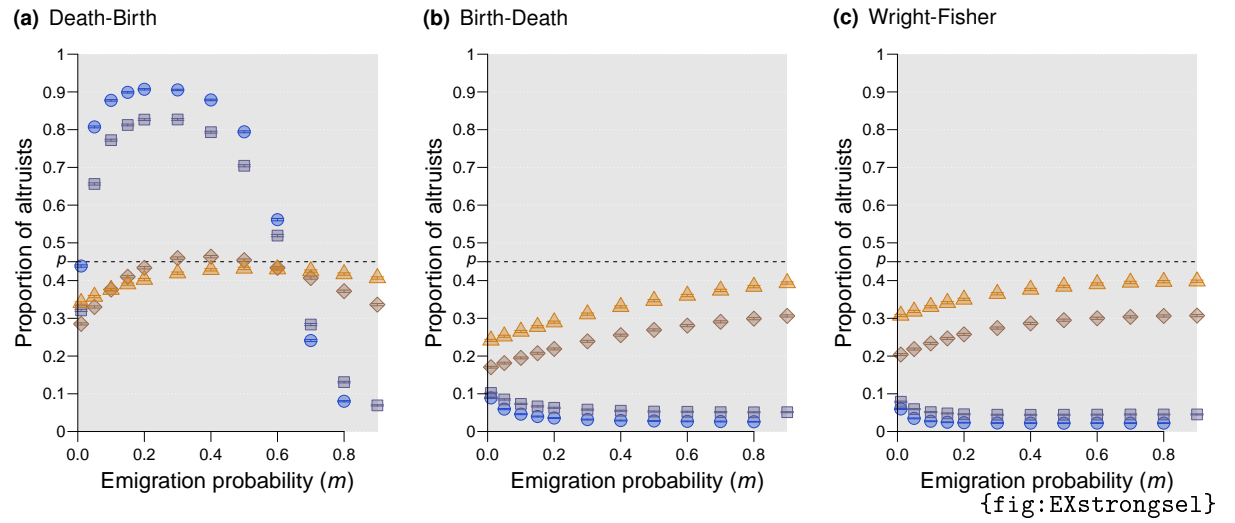 (a) Death-Birth
Proportion of altruists
1
0.9
0.8
0.7
0.6
0.5
p
0.4
0.3
0.2
0.1
0
0.0 0.2 0.4 0.6 0.8
Emigration probability (m)
(b) Birth-Death
Proportion of altruists
1
0.9
0.8
0.7
0.6
0.5
p
0.4
0.3
0.2
0.1
0
0.0 0.2 0.4 0.6 0.8
Emigration probability (m)
(c) Wright-Fisher
Proportion of altruists
1
0.9
0.8
0.7
0.6
0.5
p
0.4
0.3
0.2
0.1
0
0.0 0.2 0.4 0.6 0.8
Emigration probability (m)
{fig:EXstrongsel}